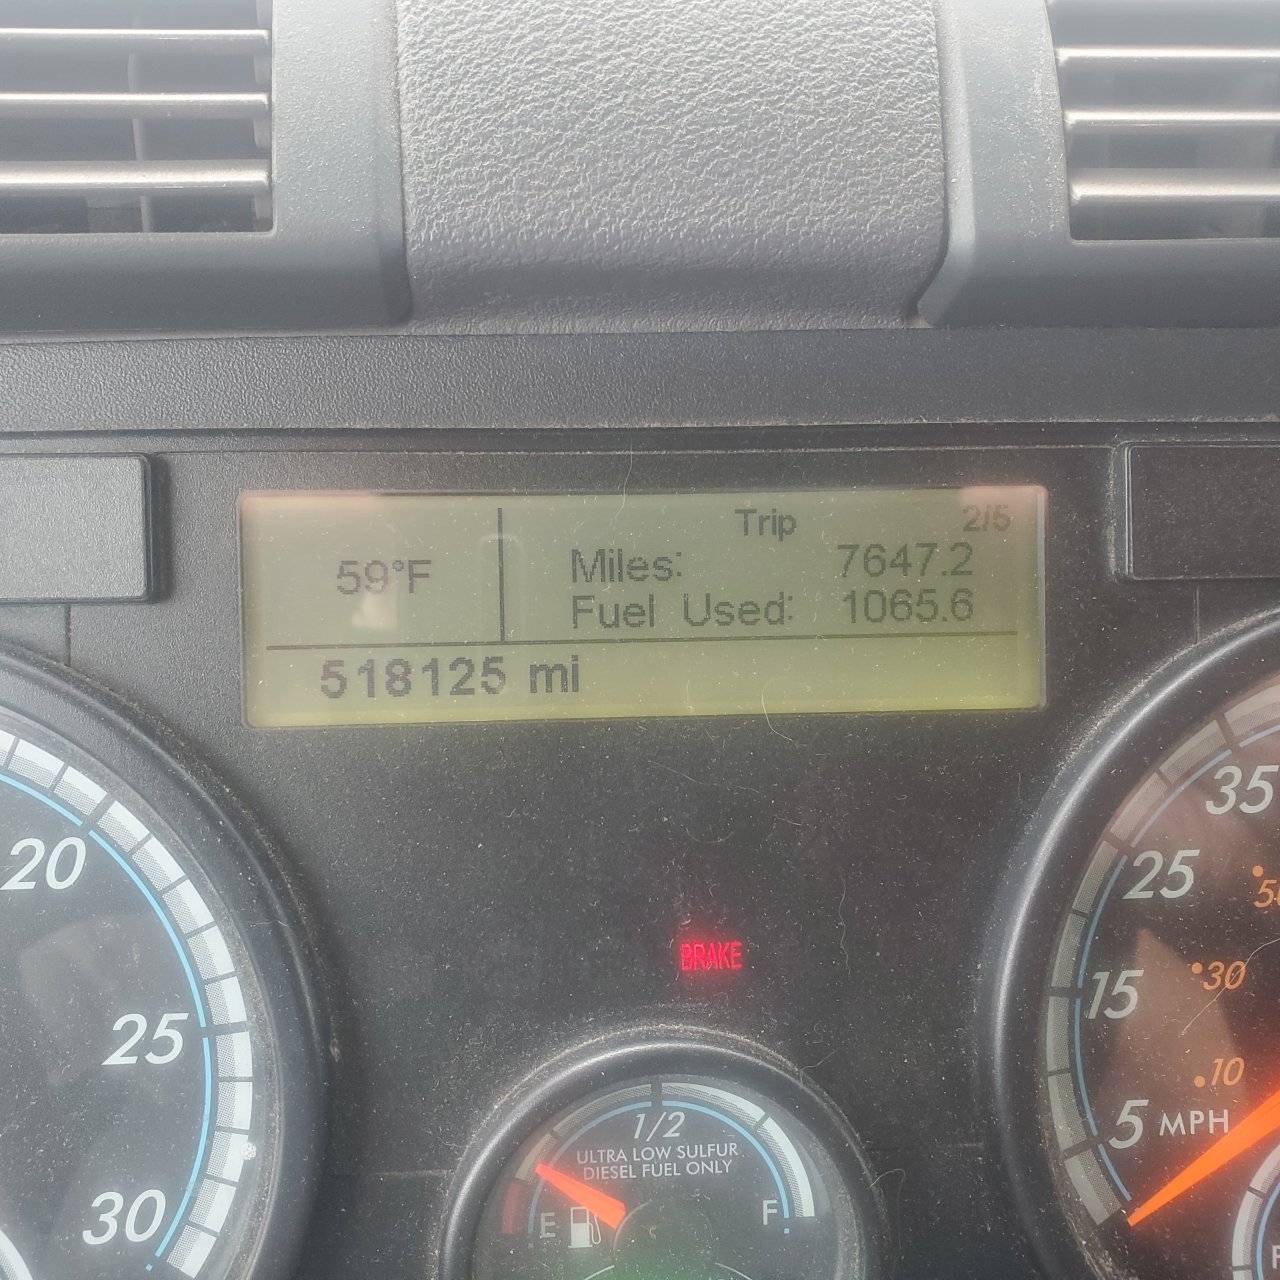 Trip 2/5
59°F
Miles: 7647.2
Fuel Used: 1065.6
518125 mi
20
25
30
BRAKE
35
25
15
5 MPH
30
10
1/2
ULTRA LOW SULFUR
DIESEL FUEL ONLY
E
F